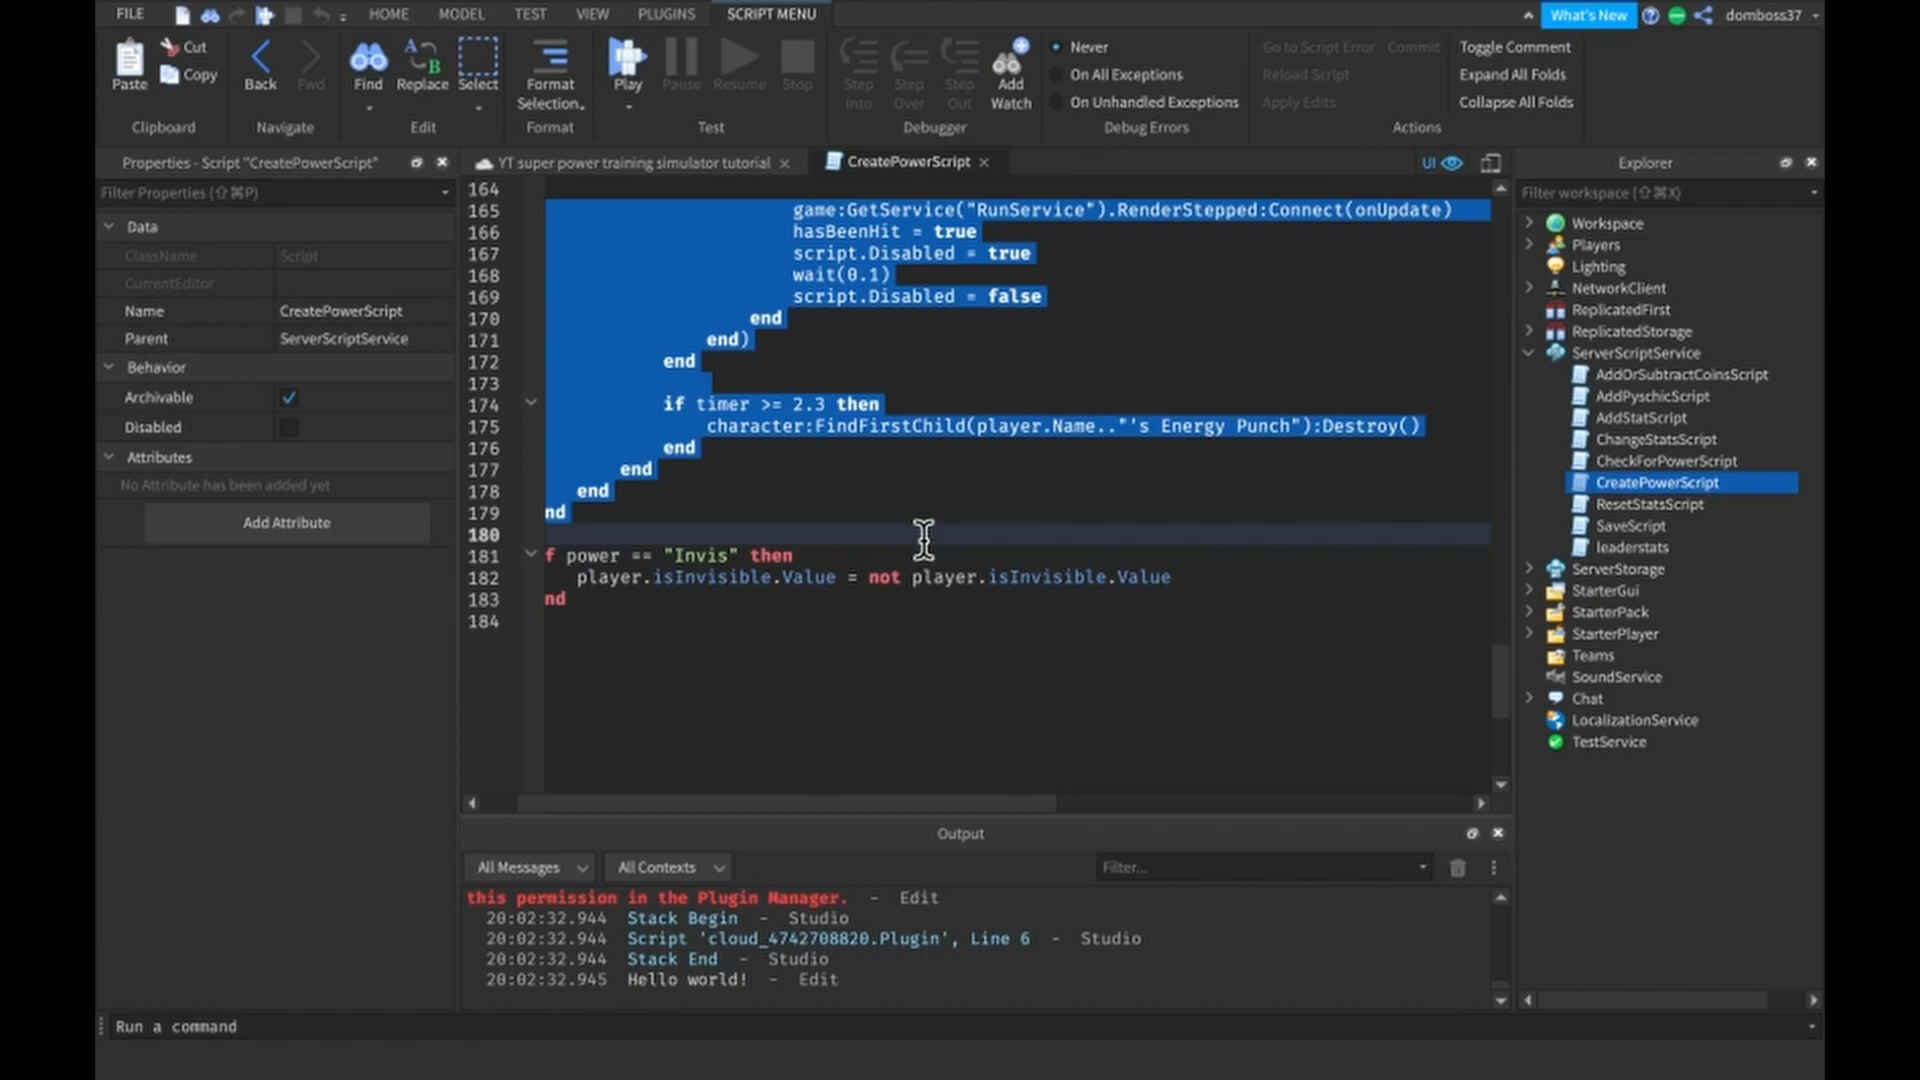 FILE HOME MODEL TEST VIEW PLUGINS SCRIPT MENU What's New domboss37
Paste Cut Copy Back Fwd Find Replace Select Format Selection Play Pause Resume Stop Step Into Step Over Step Out Add Watch
Never
On All Exceptions
On Unhandled Exceptions
Go to Script Error Commit
Reload Script
Apply Edits
Toggle Comment
Expand All Folds
Collapse All Folds
Clipboard Navigate Edit Format Test Debugger Debug Errors Actions
Properties - Script "CreatePowerScript"
Filter Properties (⇧⌘P)
Data
ClassName Script
CurrentEditor
Name CreatePowerScript
Parent ServerScriptService
Behavior
Archivable
Disabled
Attributes
No Attribute has been added yet
Add Attribute
YT super power training simulator tutorial CreatePowerScript UI
164
165 game:GetService("RunService").RenderStepped:Connect(onUpdate)
166 hasBeenHit = true
167 script.Disabled = true
168 wait(0.1)
169 script.Disabled = false
170 end
171 end)
172 end
173
174 if timer >= 2.3 then
175 character:FindFirstChild(player.Name.."'s Energy Punch"):Destroy()
176 end
177 end
178 end
179 nd
180
181 f power == "Invis" then
182 player.isInvisible.Value = not player.isInvisible.Value
183 nd
184
Output
All Messages All Contexts Filter...
this permission in the Plugin Manager. - Edit
20:02:32.944 Stack Begin - Studio
20:02:32.944 Script 'cloud_4742708820.Plugin', Line 6 - Studio
20:02:32.944 Stack End - Studio
20:02:32.945 Hello world! - Edit
Run a command
Explorer
Filter workspace (⇧⌘X)
Workspace
Players
Lighting
NetworkClient
ReplicatedFirst
ReplicatedStorage
ServerScriptService
AddOrSubtractCoinsScript
AddPyschicScript
AddStatScript
ChangeStatsScript
CheckForPowerScript
CreatePowerScript
ResetStatsScript
SaveScript
leaderstats
ServerStorage
StarterGui
StarterPack
StarterPlayer
Teams
SoundService
Chat
LocalizationService
TestService